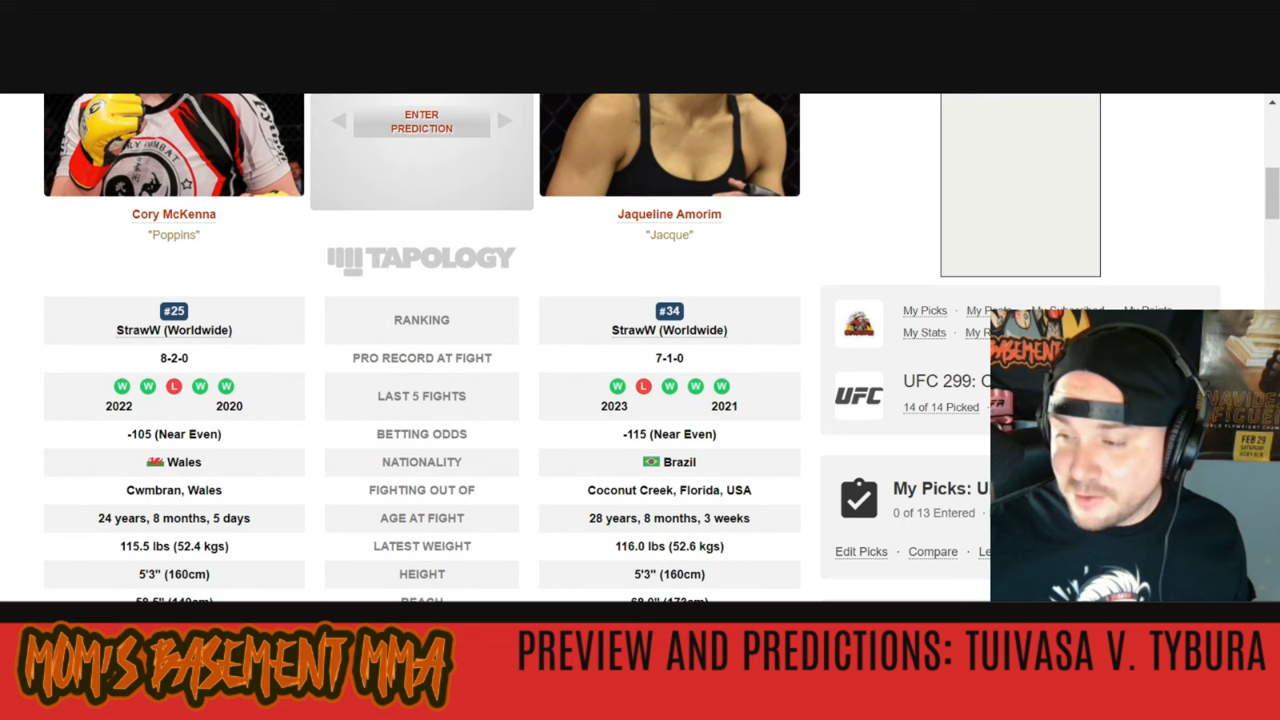 ENTER
PREDICTION
Cory McKenna
"Poppins"
Jaqueline Amorim
"Jacque"
TAPOLOGY
#25
StrawW (Worldwide)
RANKING
#34
StrawW (Worldwide)
8-2-0
PRO RECORD AT FIGHT
7-1-0
W W L W W
2022 2020
LAST 5 FIGHTS
W L W W W
2023 2021
-105 (Near Even)
BETTING ODDS
-115 (Near Even)
Wales
NATIONALITY
Brazil
Cwmbran, Wales
FIGHTING OUT OF
Coconut Creek, Florida, USA
24 years, 8 months, 5 days
AGE AT FIGHT
28 years, 8 months, 3 weeks
115.5 lbs (52.4 kgs)
LATEST WEIGHT
116.0 lbs (52.6 kgs)
5'3" (160cm)
HEIGHT
5'3" (160cm)
REACH
My Picks ·
My Stats ·
UFC
UFC 299:
14 of 14 Picked
My Picks:
0 of 13 Entered ·
Edit Picks · Compare ·
BASEMENT
FEB 29
MOM'S BASEMENT MMA
PREVIEW AND PREDICTIONS: TUIVASA V. TYBURA